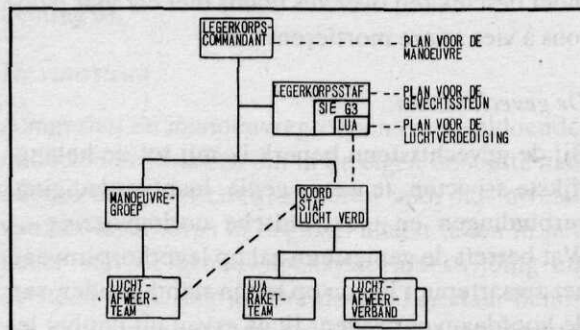 LEGERKORPS
COMMANDANT
PLAN VOOR DE
MANOEUVRE
LEGERKORPSSTAF
SIE G3
LUA
PLAN VOOR DE
GEVECHTSSTEUN
PLAN VOOR DE
LUCHTVERDEDIGING
MANOEUVRE-
GROEP
COORD
STAF
LUCHT VERD
LUCHT-
AFWEER-
TEAM
LUA
RAKET-
TEAM
LUCHT-
AFWEER-
VERBAND